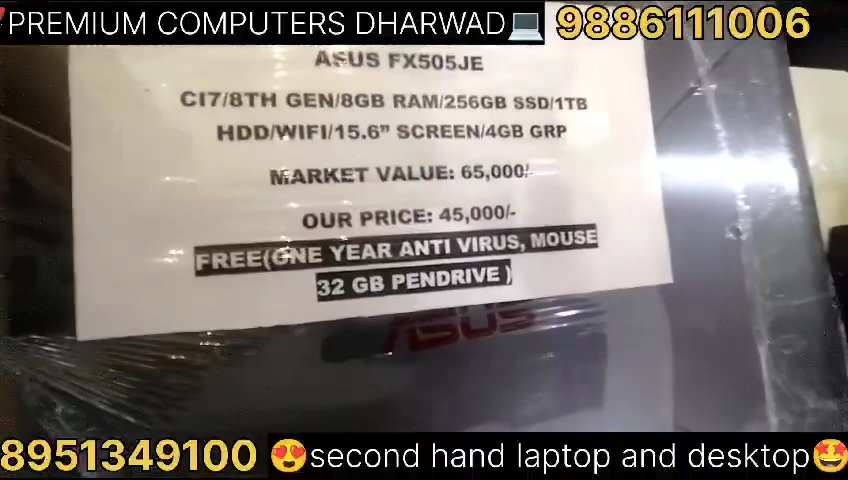 PREMIUM COMPUTERS DHARWAD💻 9886111006
ASUS FX505JE
CI7/8TH GEN/8GB RAM/256GB SSD/1TB
HDD/WIFI/15.6” SCREEN/4GB GRP
MARKET VALUE: 65,000/-
OUR PRICE: 45,000/-
FREE(ONE YEAR ANTI VIRUS, MOUSE
32 GB PENDRIVE )
ASUS
8951349100 😍second hand laptop and desktop🤩